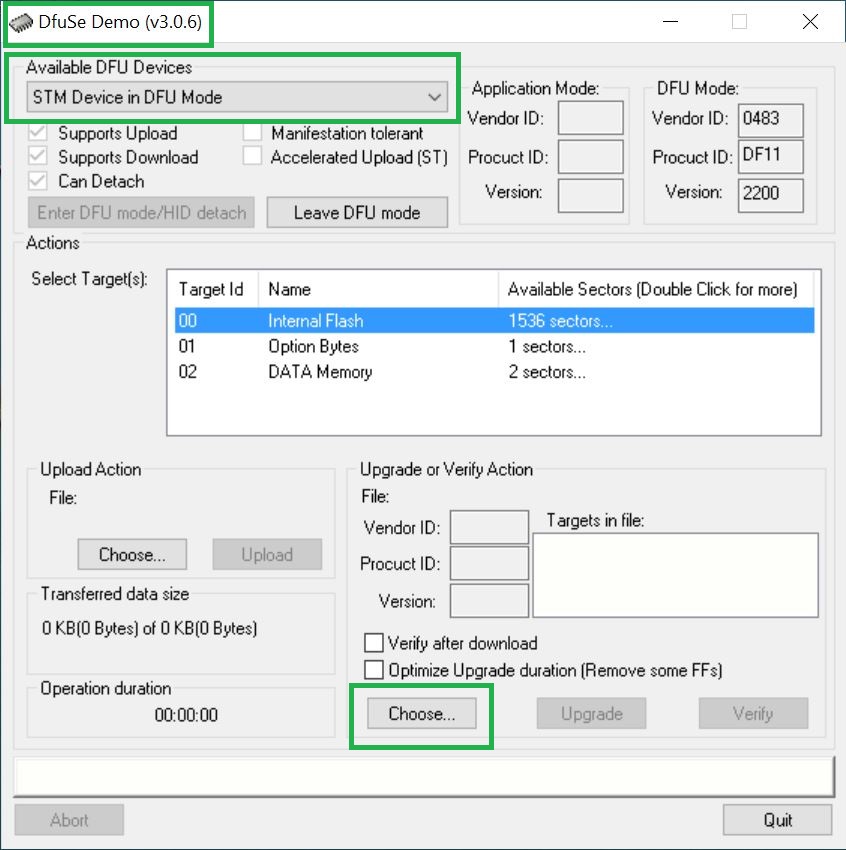 DfuSe Demo (v3.0.6)
Available DFU Devices
STM Device in DFU Mode
Supports Upload
Manifestation tolerant
Supports Download
Accelerated Upload (ST)
Can Detach
Enter DFU mode/HID detach
Leave DFU mode
Application Mode:
Vendor ID:
Procuct ID:
Version:
DFU Mode:
Vendor ID: 0483
Procuct ID: DF11
Version: 2200
Actions
Select Target(s):
Target Id Name Available Sectors (Double Click for more)
00 Internal Flash 1536 sectors...
01 Option Bytes 1 sectors...
02 DATA Memory 2 sectors...
Upload Action
File:
Choose...
Upload
Transferred data size
0 KB(0 Bytes) of 0 KB(0 Bytes)
Operation duration
00:00:00
Upgrade or Verify Action
File:
Vendor ID:
Procuct ID:
Version:
Targets in file:
Verify after download
Optimize Upgrade duration (Remove some FFs)
Choose...
Upgrade
Verify
Abort
Quit